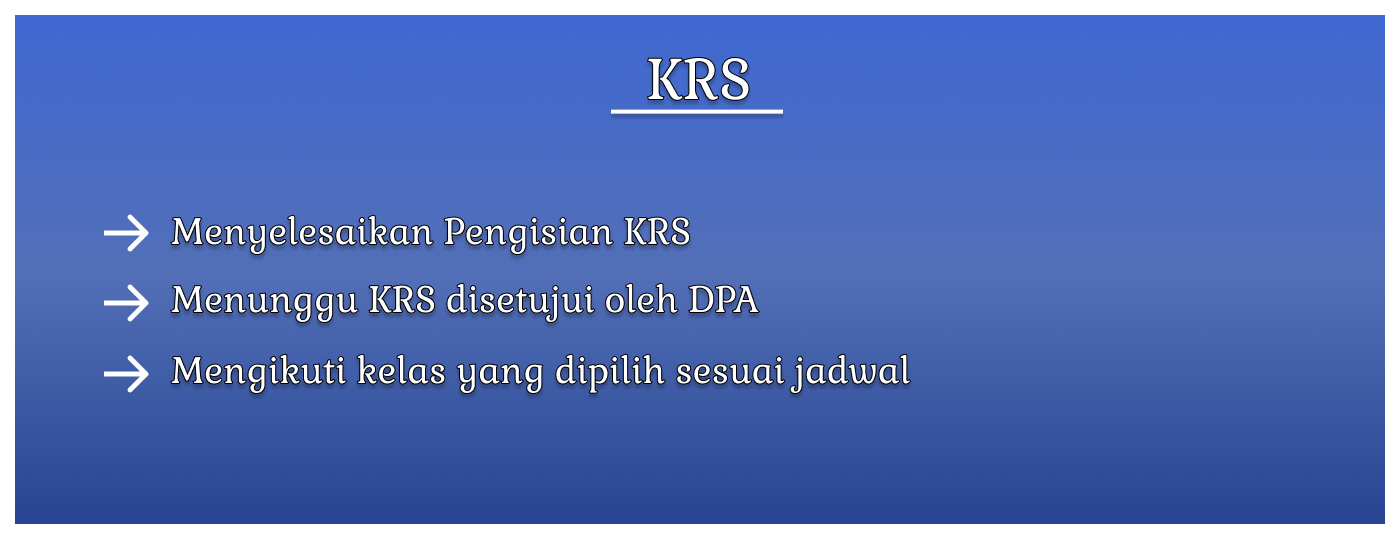 KRS
→ Menyelesaikan Pengisian KRS
→ Menunggu KRS disetujui oleh DPA
→ Mengikuti kelas yang dipilih sesuai jadwal